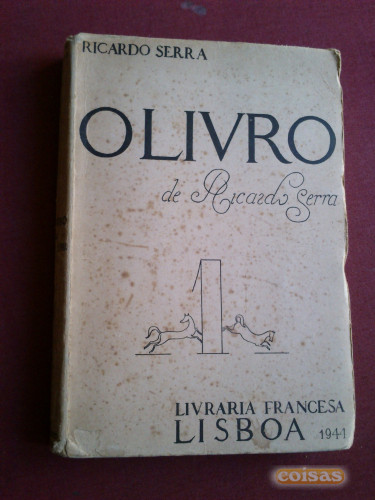 RICARDO SERRA
O LIVRO
de Ricardo Serra
1
LIVRARIA FRANCESA
LISBOA 1941
coisas